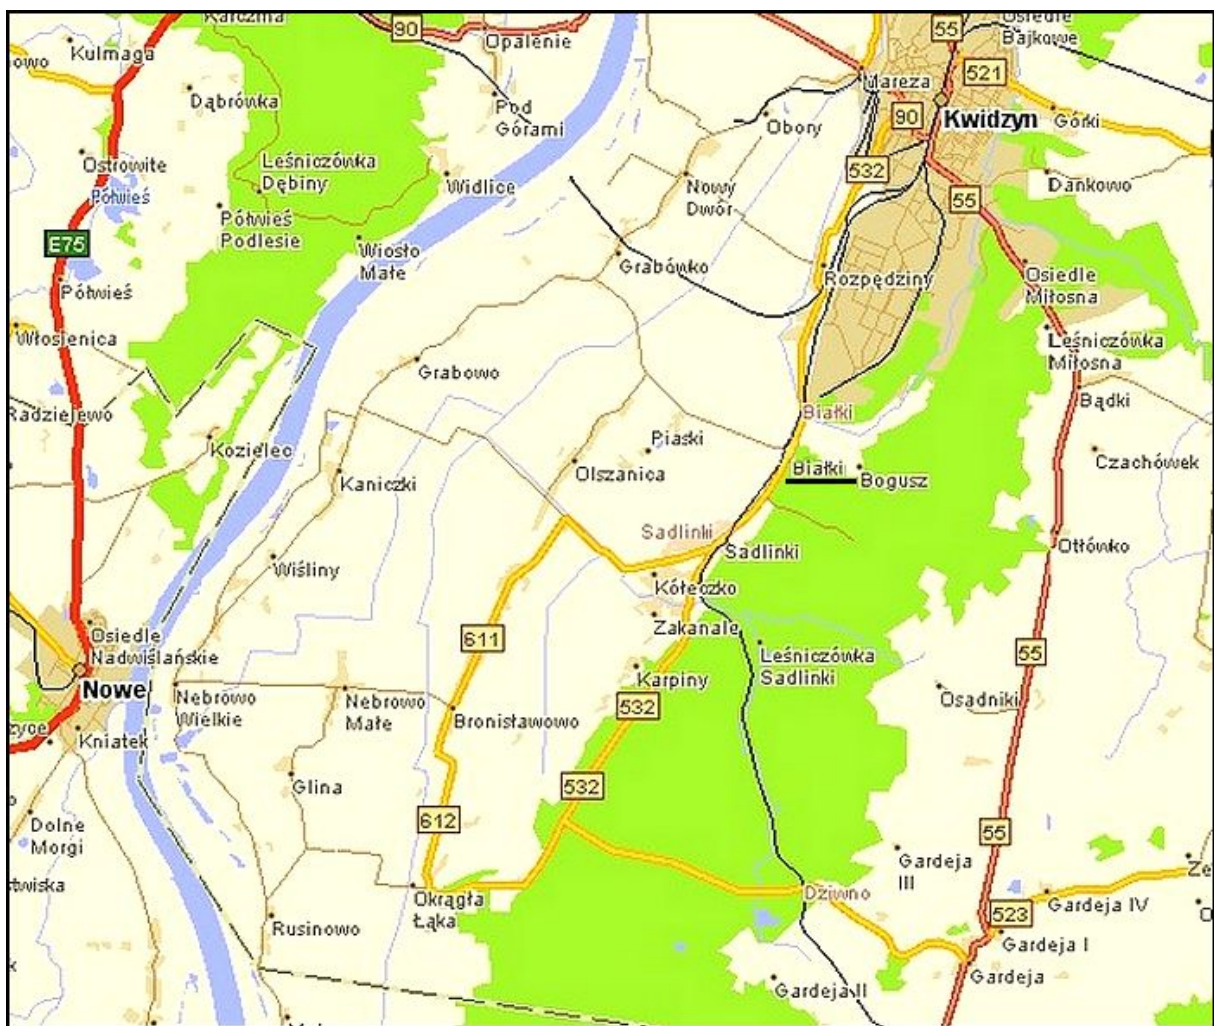 Karczma
90
Opalenie
55
Osiedle
Bajkowe
Kulmaga
owo
Dąbrówka
Pod
Górami
Mareza
521
Obory
90
Kwidzyn
Górki
Ostrowite
Półwieś
Leśniczówka
Dębiny
Widlice
Nowy
Dwór
532
55
Dankowo
Półwieś
Podlesie
E75
Wiosło
Małe
Grabówko
Rozpędziny
Osiedle
Miłosna
Półwieś
Włosienica
Leśniczówka
Miłosna
Grabowo
Bądki
Radziejewo
Białki
Kozielec
Piaski
Olszanica
Kaniczki
Białki
Bogusz
Czachówek
Sadlinki
Sadlinki
Otłówko
Wiśliny
Kółeczko
Zakanale
Osiedle
Nadwiślańskie
611
Leśniczówka
Sadlinki
55
Nowe
Karpiny
Nebrowo
Wielkie
Nebrowo
Małe
Bronisławowo
532
Osadniki
zyce
Kniatek
Glina
532
Dolne
Morgi
612
55
Gardeja
III
twiska
Okrągła
Łąka
Dziwno
Gardeja IV
523
Rusinowo
Gardeja I
Gardeja
Gardeja II